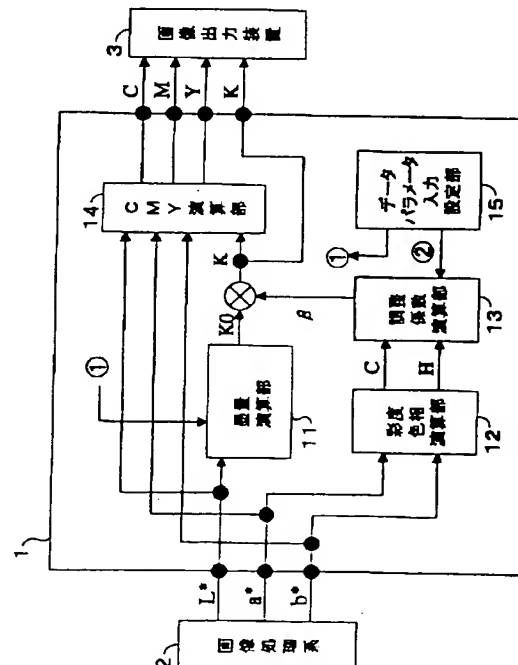 1
2
画像処理系
L*
a*
b*
①
墨量
演算部
11
K0
K
β
彩度
色相
演算部
12
C
H
調整
係数
演算部
13
①
②
データ
パラメータ
入力
設定部
15
14
CMY演算部
C
M
Y
K
3
画像出力装置